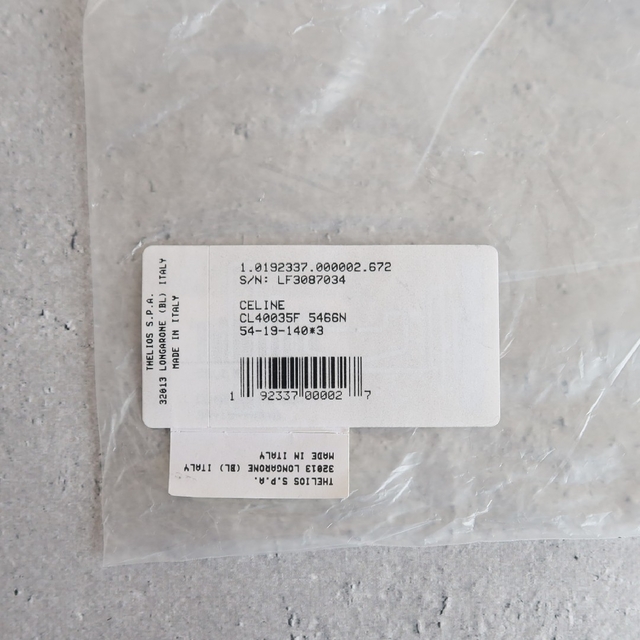 THELIOS S.P.A.
32013 LONGARONE (BL) ITALY
MADE IN ITALY
1.0192337.000002.672
S/N: LF3087034
CELINE
CL40035F 5466N
54-19-140*3
1 92337 00002 7
THELIOS S.P.A.
32013 LONGARONE (BL) ITALY
MADE IN ITALY